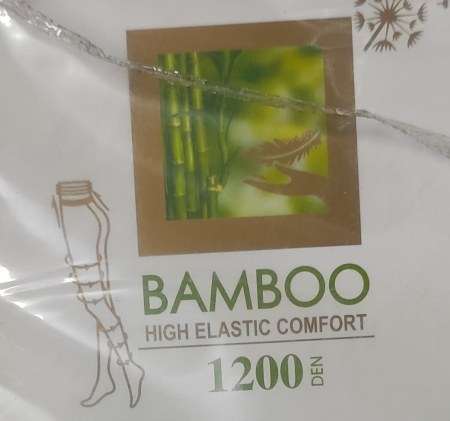 BAMBOO
HIGH ELASTIC COMFORT
1200 DEN